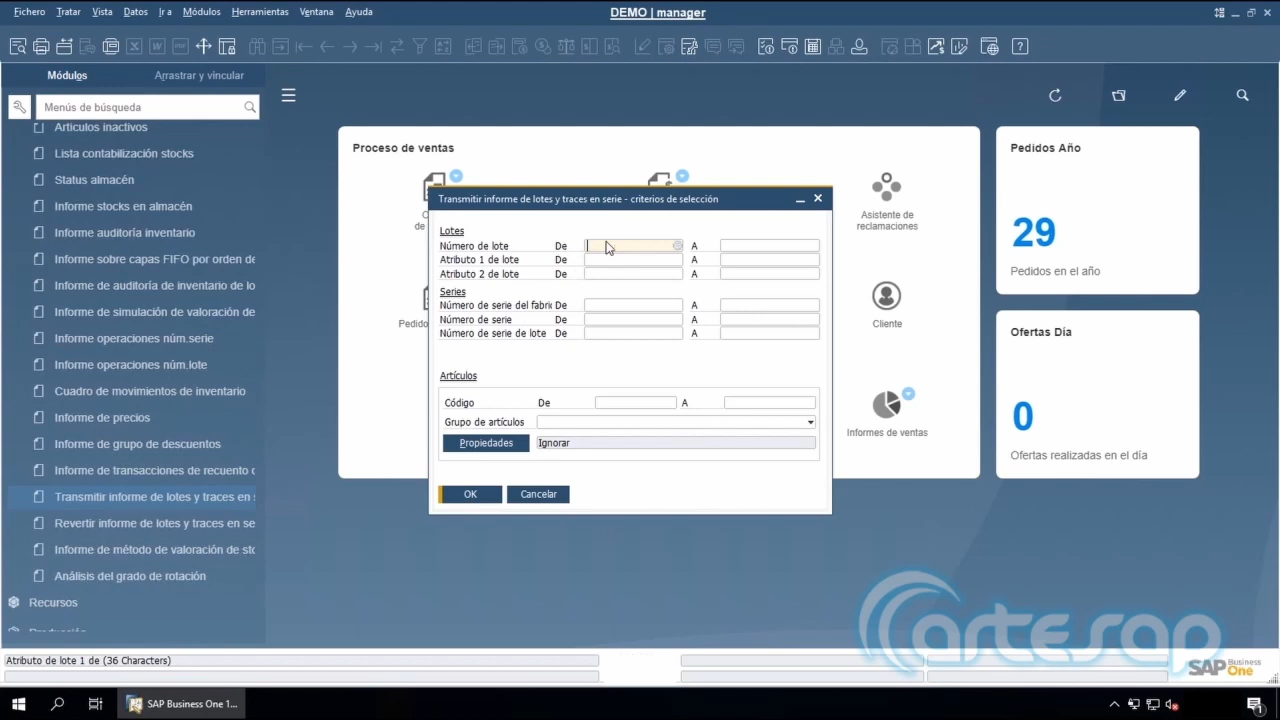 Fichero Tratar Vista Datos Ir a Módulos Herramientas Ventana Ayuda
DEMO | manager
Módulos Arrastrar y vincular
Menús de búsqueda
Artículos inactivos
Lista contabilización stocks
Status almacén
Informe stocks en almacén
Informe auditoría inventario
Informe sobre capas FIFO por orden de
Informe de auditoría de inventario de lo
Informe de simulación de valoración de
Informe operaciones núm.serie
Informe operaciones núm.lote
Cuadro de movimientos de inventario
Informe de precios
Informe de grupo de descuentos
Informe de transacciones de recuento
Transmitir informe de lotes y traces en
Revertir informe de lotes y traces en se
Informe de método de valoración de sto
Análisis del grado de rotación
Recursos
Producción
Proceso de ventas
de
Pedido
Asistente de
reclamaciones
Cliente
Informes de ventas
Transmitir informe de lotes y traces en serie - criterios de selección
Lotes
Número de lote De A
Atributo 1 de lote De A
Atributo 2 de lote De A
Series
Número de serie del fabric De A
Número de serie De A
Número de serie de lote De A
Artículos
Código De A
Grupo de artículos
Propiedades Ignorar
OK Cancelar
Pedidos Año
29
Pedidos en el año
Ofertas Día
0
Ofertas realizadas en el día
artesap
Atributo de lote 1 de (36 Characters)
SAP Business One
SAP Business One 1...
1